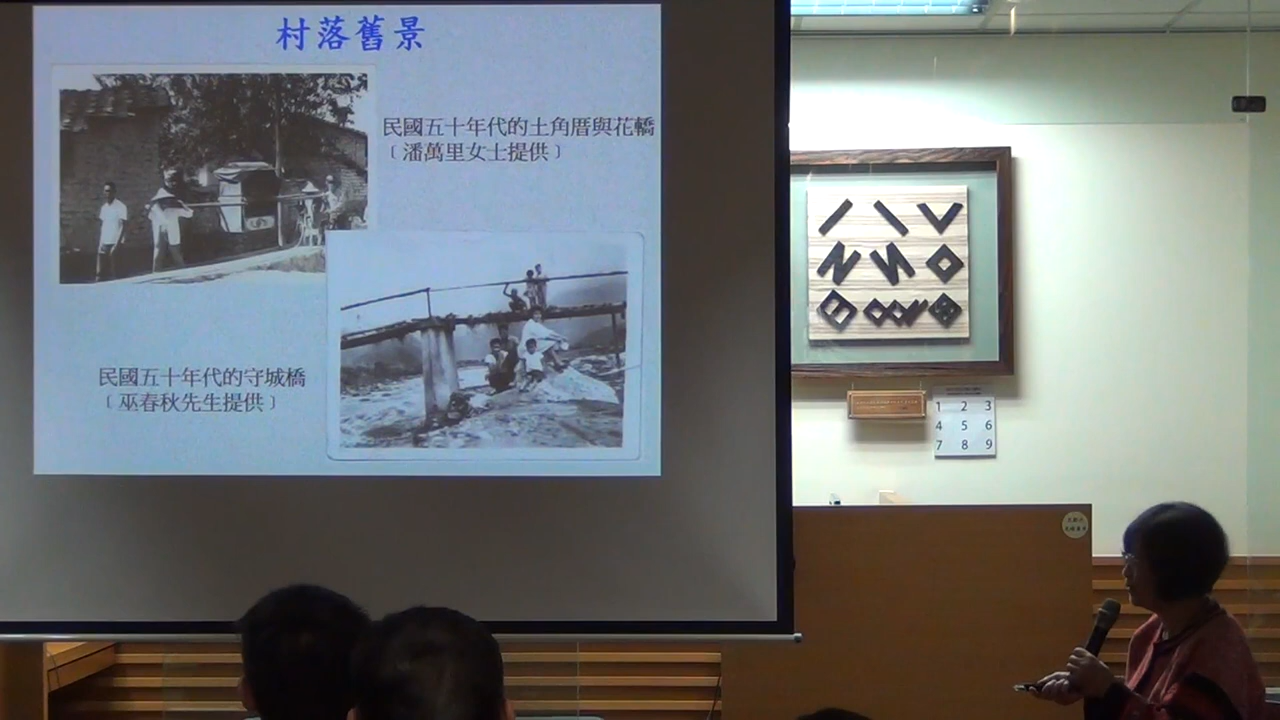 村落舊景
民國五十年代的土角厝與花轎
﹝潘萬里女士提供﹞
民國五十年代的守城橋
﹝巫春秋先生提供﹞
1 2 3
4 5 6
7 8 9